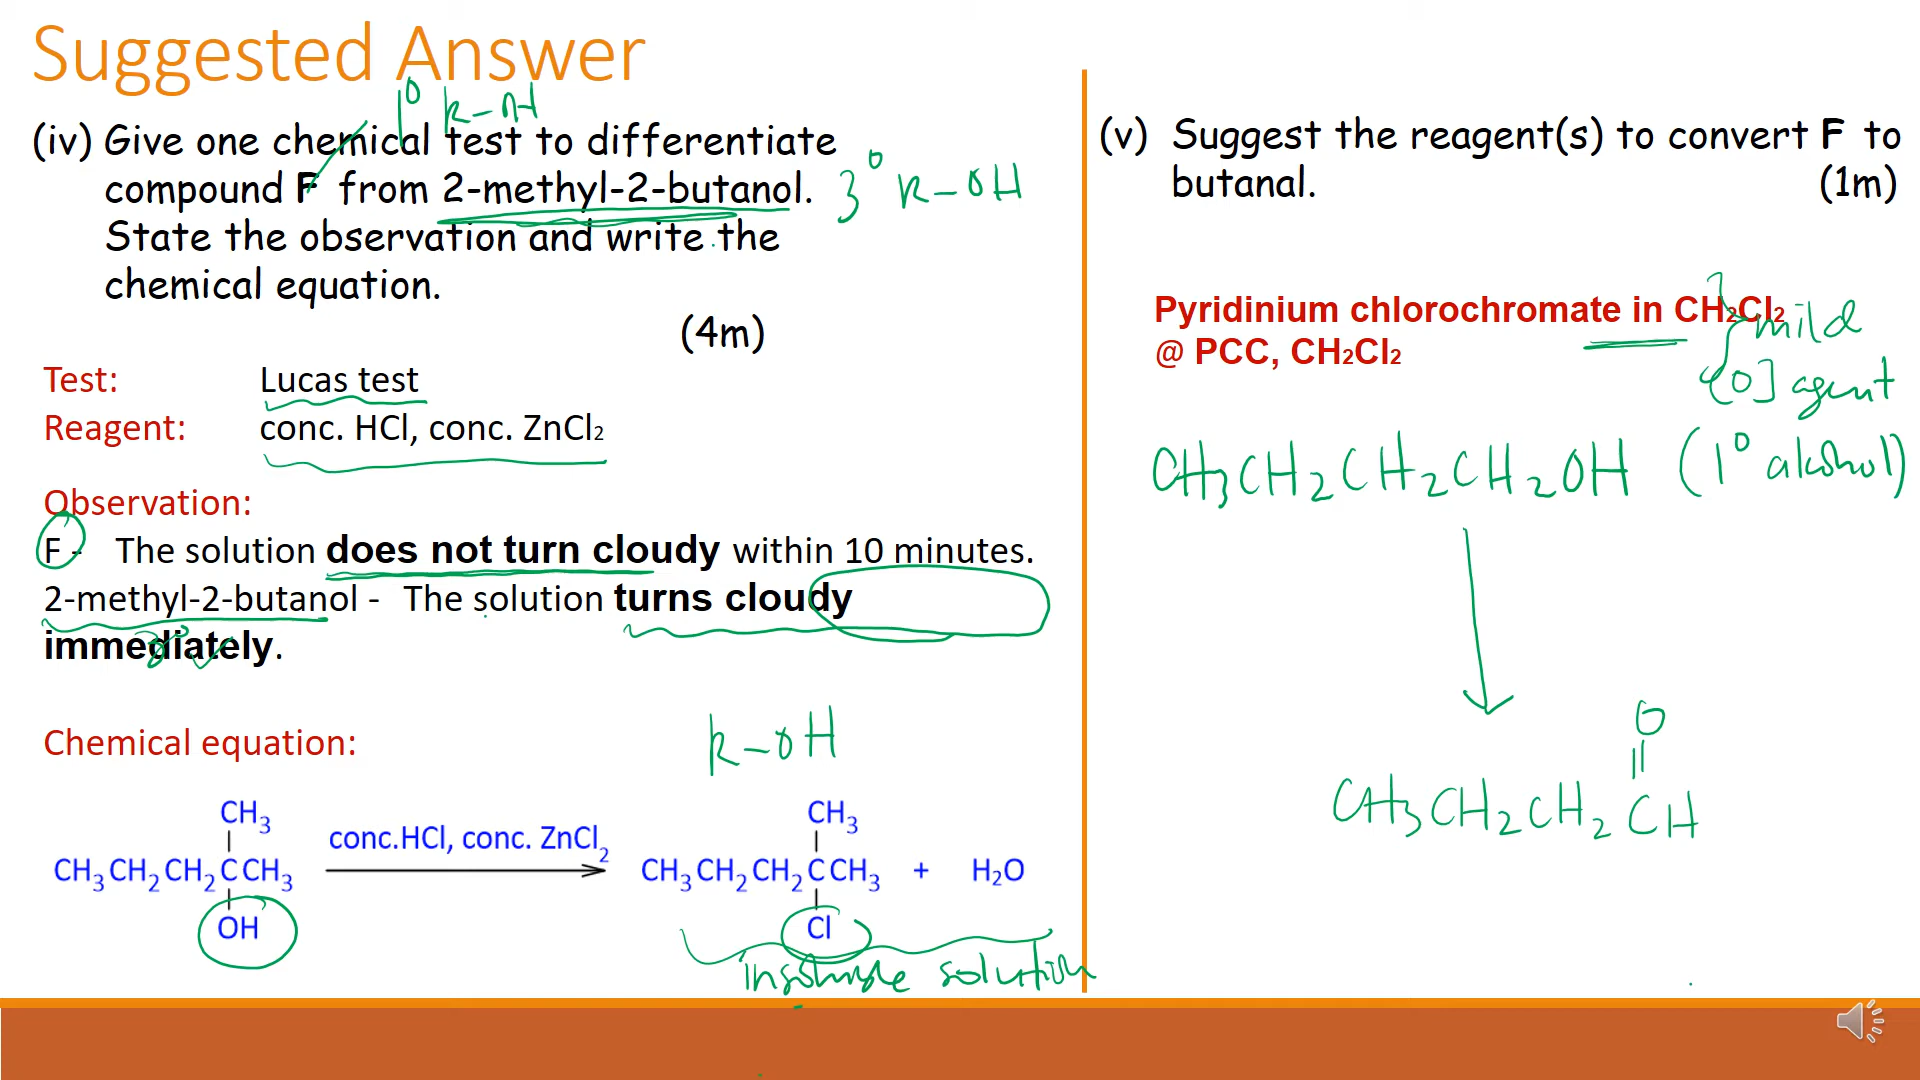 Suggested Answer
1° R-OH
(iv) Give one chemical test to differentiate
compound F from 2-methyl-2-butanol.
3° R-OH
State the observation and write the
chemical equation.
(4m)
Test: Lucas test
Reagent: conc. HCl, conc. ZnCl₂
Observation:
F - The solution does not turn cloudy within 10 minutes.
2-methyl-2-butanol - The solution turns cloudy
immediately.
3°
Chemical equation:
R-OH
CH₃
CH₃CH₂CH₂CCH₃
OH
conc.HCl, conc. ZnCl₂
CH₃
CH₃CH₂CH₂CCH₃ + H₂O
Cl
insoluble solution
(v) Suggest the reagent(s) to convert F to
butanal. (1m)
Pyridinium chlorochromate in CH₂Cl₂
@ PCC, CH₂Cl₂
mild
[O] agent
CH₃CH₂CH₂CH₂OH (1° alcohol)
O
CH₃CH₂CH₂CH